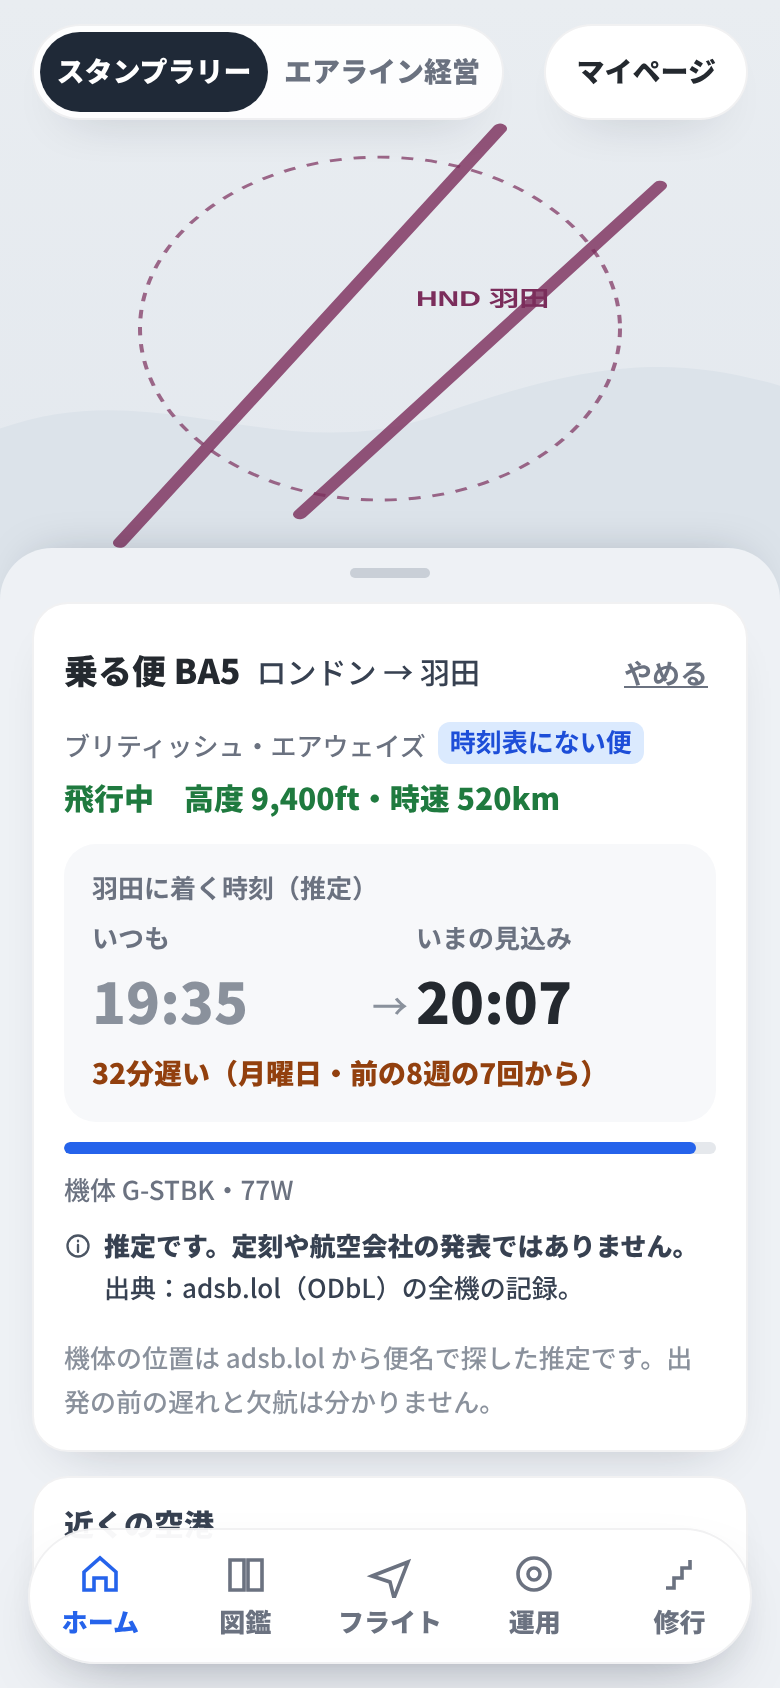 スタンプラリー エアライン経営 マイページ
HND 羽田
乗る便 BA5 ロンドン → 羽田 やめる
ブリティッシュ・エアウェイズ 時刻表にない便
飛行中 高度 9,400ft・時速 520km
羽田に着く時刻（推定）
いつも いまの見込み
19:35 → 20:07
32分遅い（月曜日・前の8週の7回から）
機体 G-STBK・77W
推定です。定刻や航空会社の発表ではありません。
出典：adsb.lol（ODbL）の全機の記録。
機体の位置は adsb.lol から便名で探した推定です。出
発の前の遅れと欠航は分かりません。
近くの空港
ホーム 図鑑 フライト 運用 修行